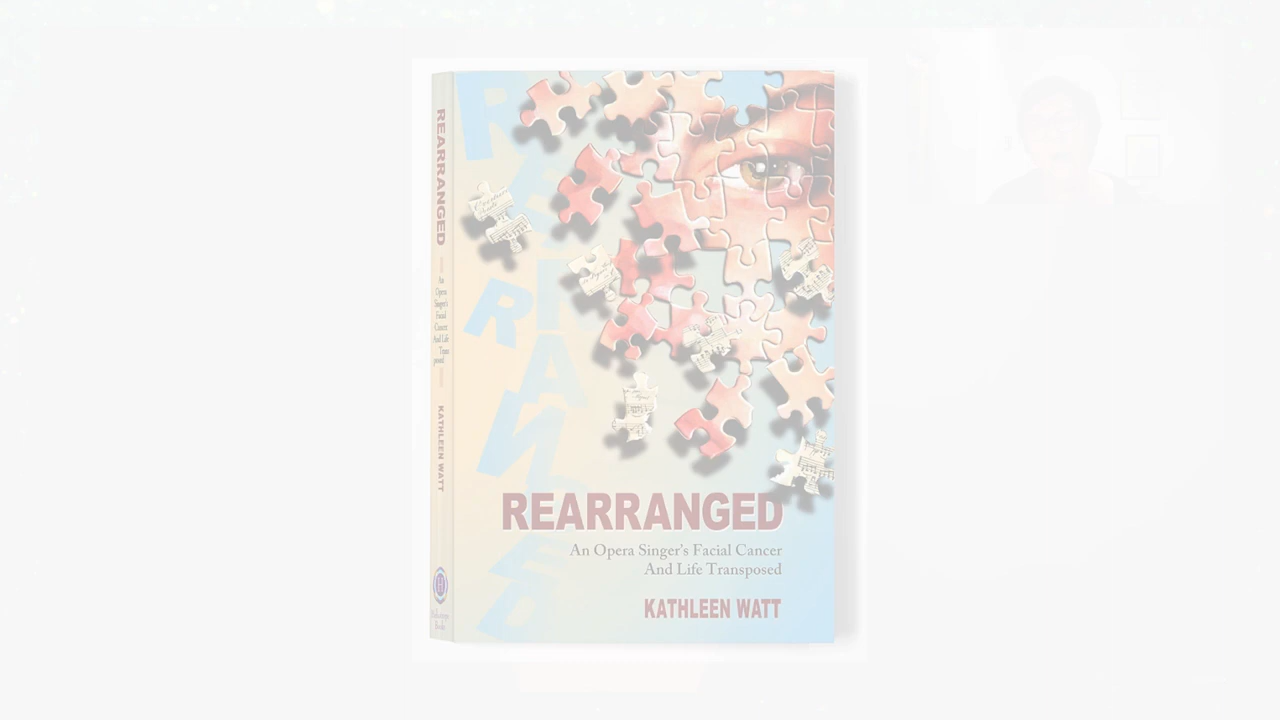 REARRANGED
An
Opera
Singer's
Facial
Cancer
And Life
Trans
posed
KATHLEEN WATT
REARRANGED
REARRANGED
An Opera Singer's Facial Cancer
And Life Transposed
KATHLEEN WATT